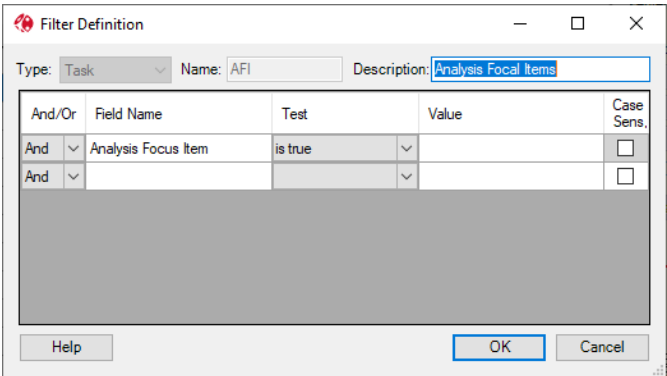 Filter Definition
Type: Task Name: AFI Description: Analysis Focal Items
And/Or Field Name Test Value Case Sens.
And Analysis Focus Item is true
And
Help OK Cancel